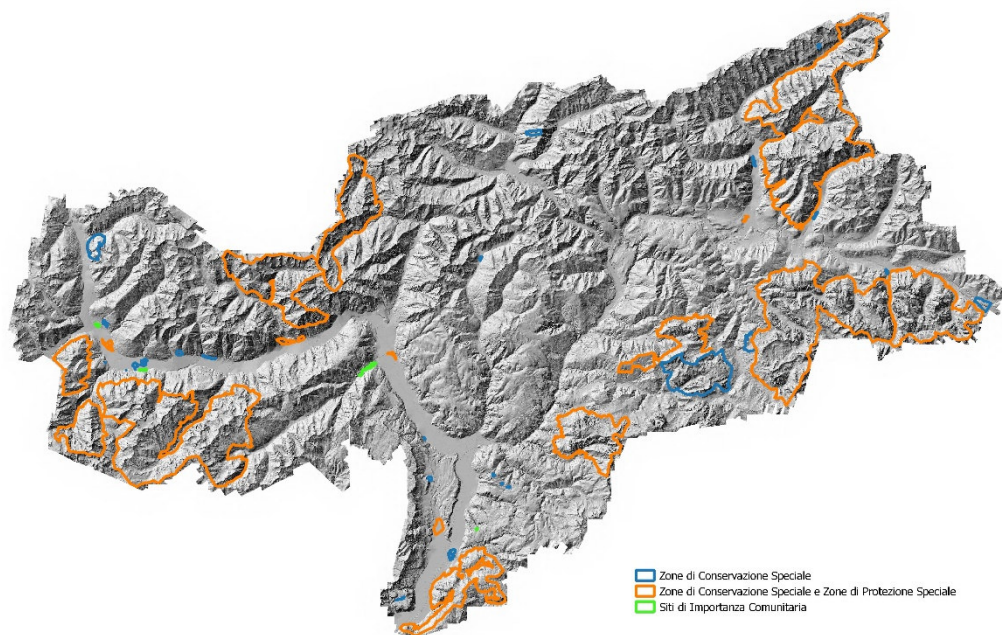 Zone di Conservazione Speciale
Zone di Conservazione Speciale e Zone di Protezione Speciale
Siti di Importanza Comunitaria